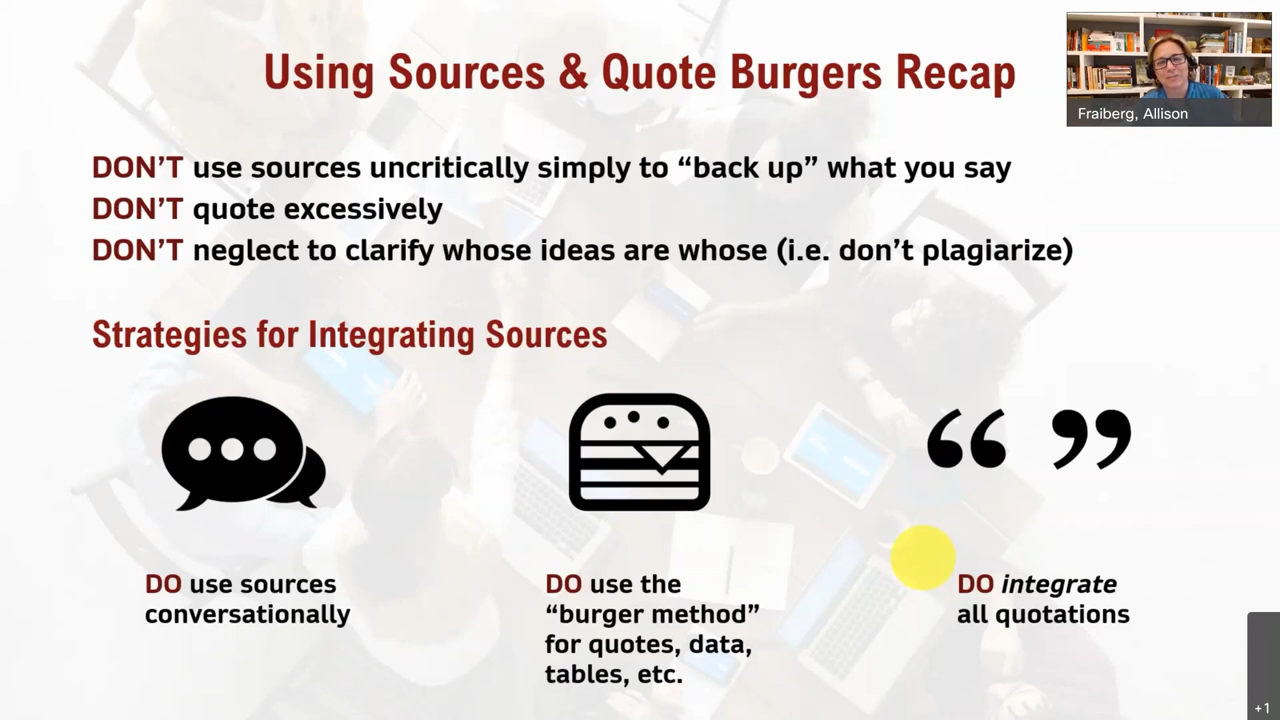 Using Sources & Quote Burgers Recap
Fraiberg, Allison
DON’T use sources uncritically simply to “back up” what you say
DON’T quote excessively
DON’T neglect to clarify whose ideas are whose (i.e. don’t plagiarize)
Strategies for Integrating Sources
“ ”
DO use sources
conversationally
DO use the
“burger method”
for quotes, data,
tables, etc.
DO integrate
all quotations
+1